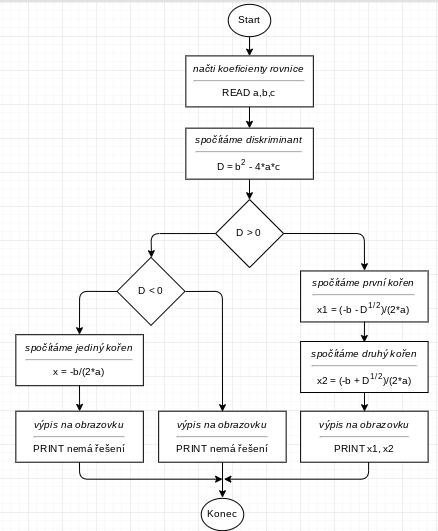 Start
načti koeficienty rovnice
READ a,b,c
spočítáme diskriminant
D = b² - 4*a*c
D > 0
D < 0
spočítáme první kořen
x1 = (-b - D^1/2)/(2*a)
spočítáme jediný kořen
x = -b/(2*a)
spočítáme druhý kořen
x2 = (-b + D^1/2)/(2*a)
výpis na obrazovku
PRINT nemá řešení
výpis na obrazovku
PRINT nemá řešení
výpis na obrazovku
PRINT x1, x2
Konec